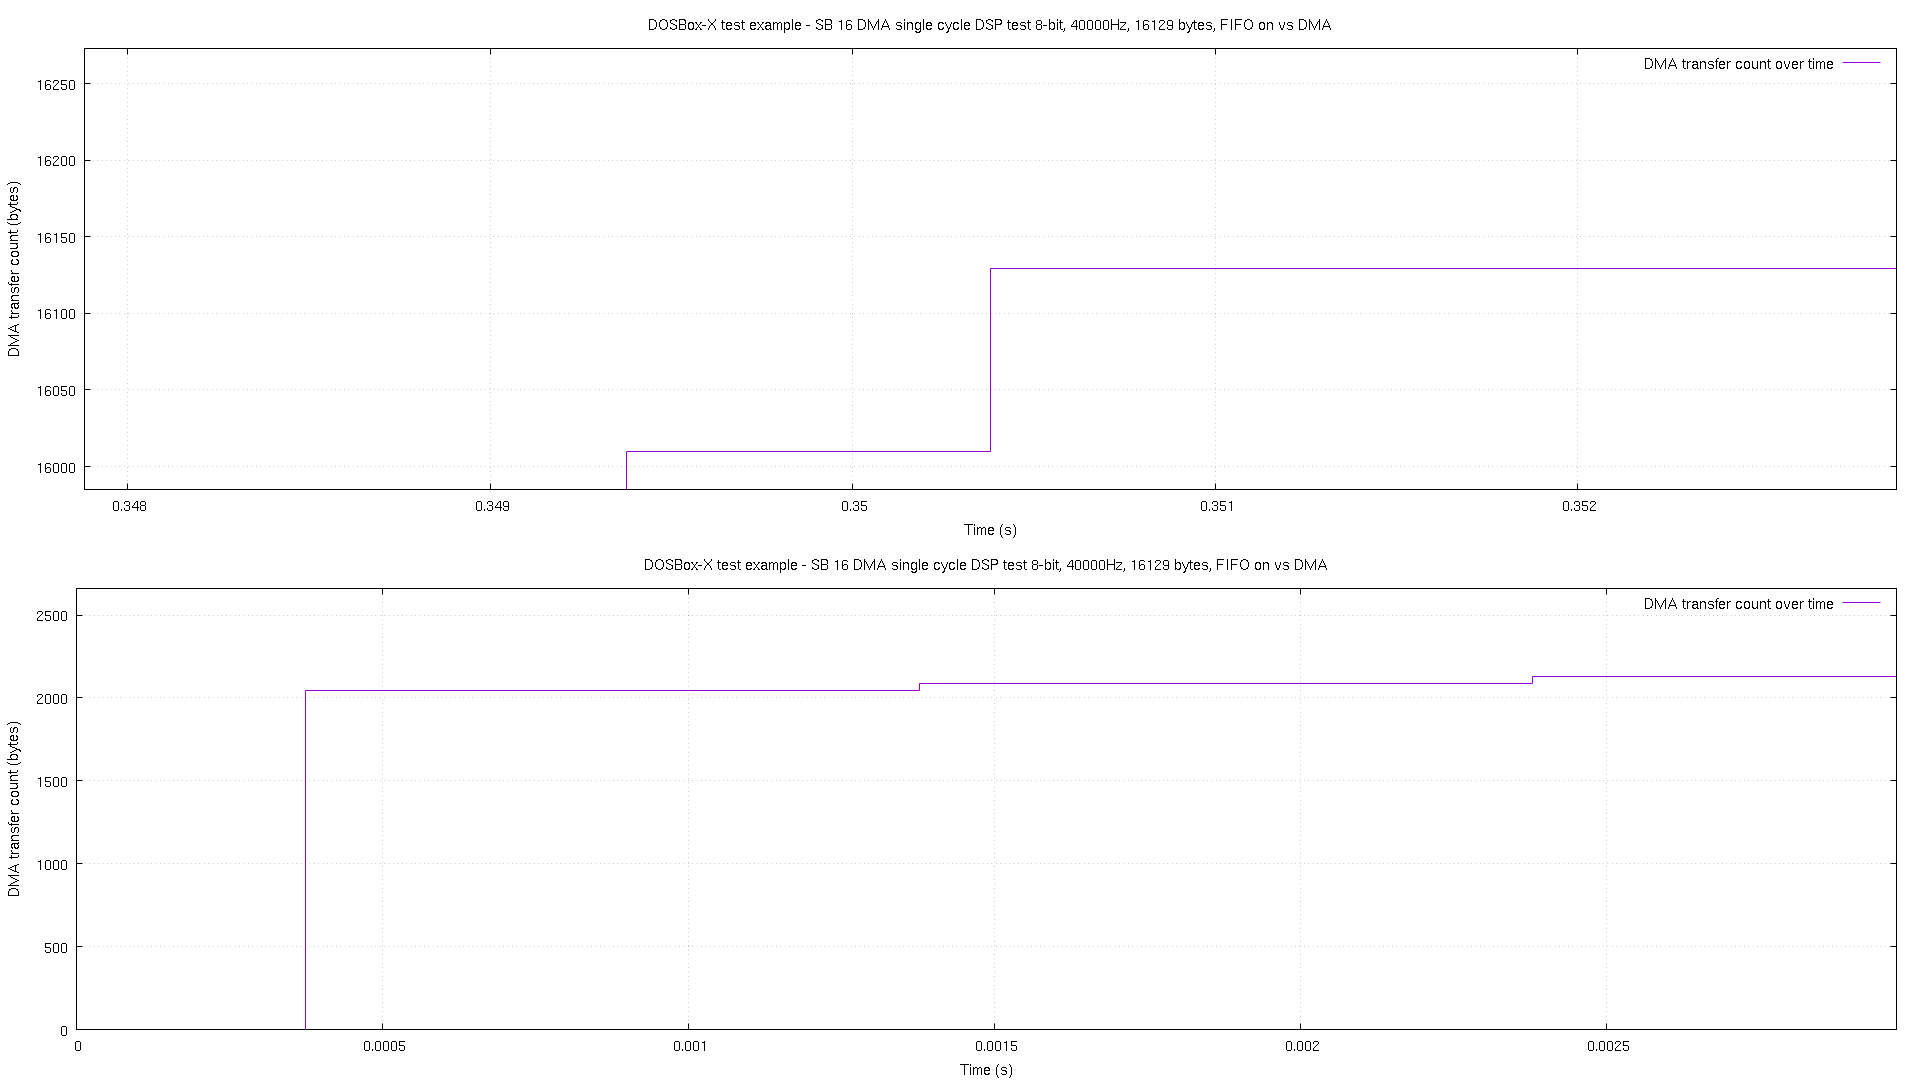 DOSBox-X test example - SB 16 DMA single cycle DSP test 8-bit, 40000Hz, 16129 bytes, FIFO on vs DMA
DMA transfer count over time
DMA transfer count (bytes)
16250
16200
16150
16100
16050
16000
0.348 0.349 0.35 0.351 0.352
Time (s)
DOSBox-X test example - SB 16 DMA single cycle DSP test 8-bit, 40000Hz, 16129 bytes, FIFO on vs DMA
DMA transfer count over time
DMA transfer count (bytes)
2500
2000
1500
1000
500
0
0 0.0005 0.001 0.0015 0.002 0.0025
Time (s)